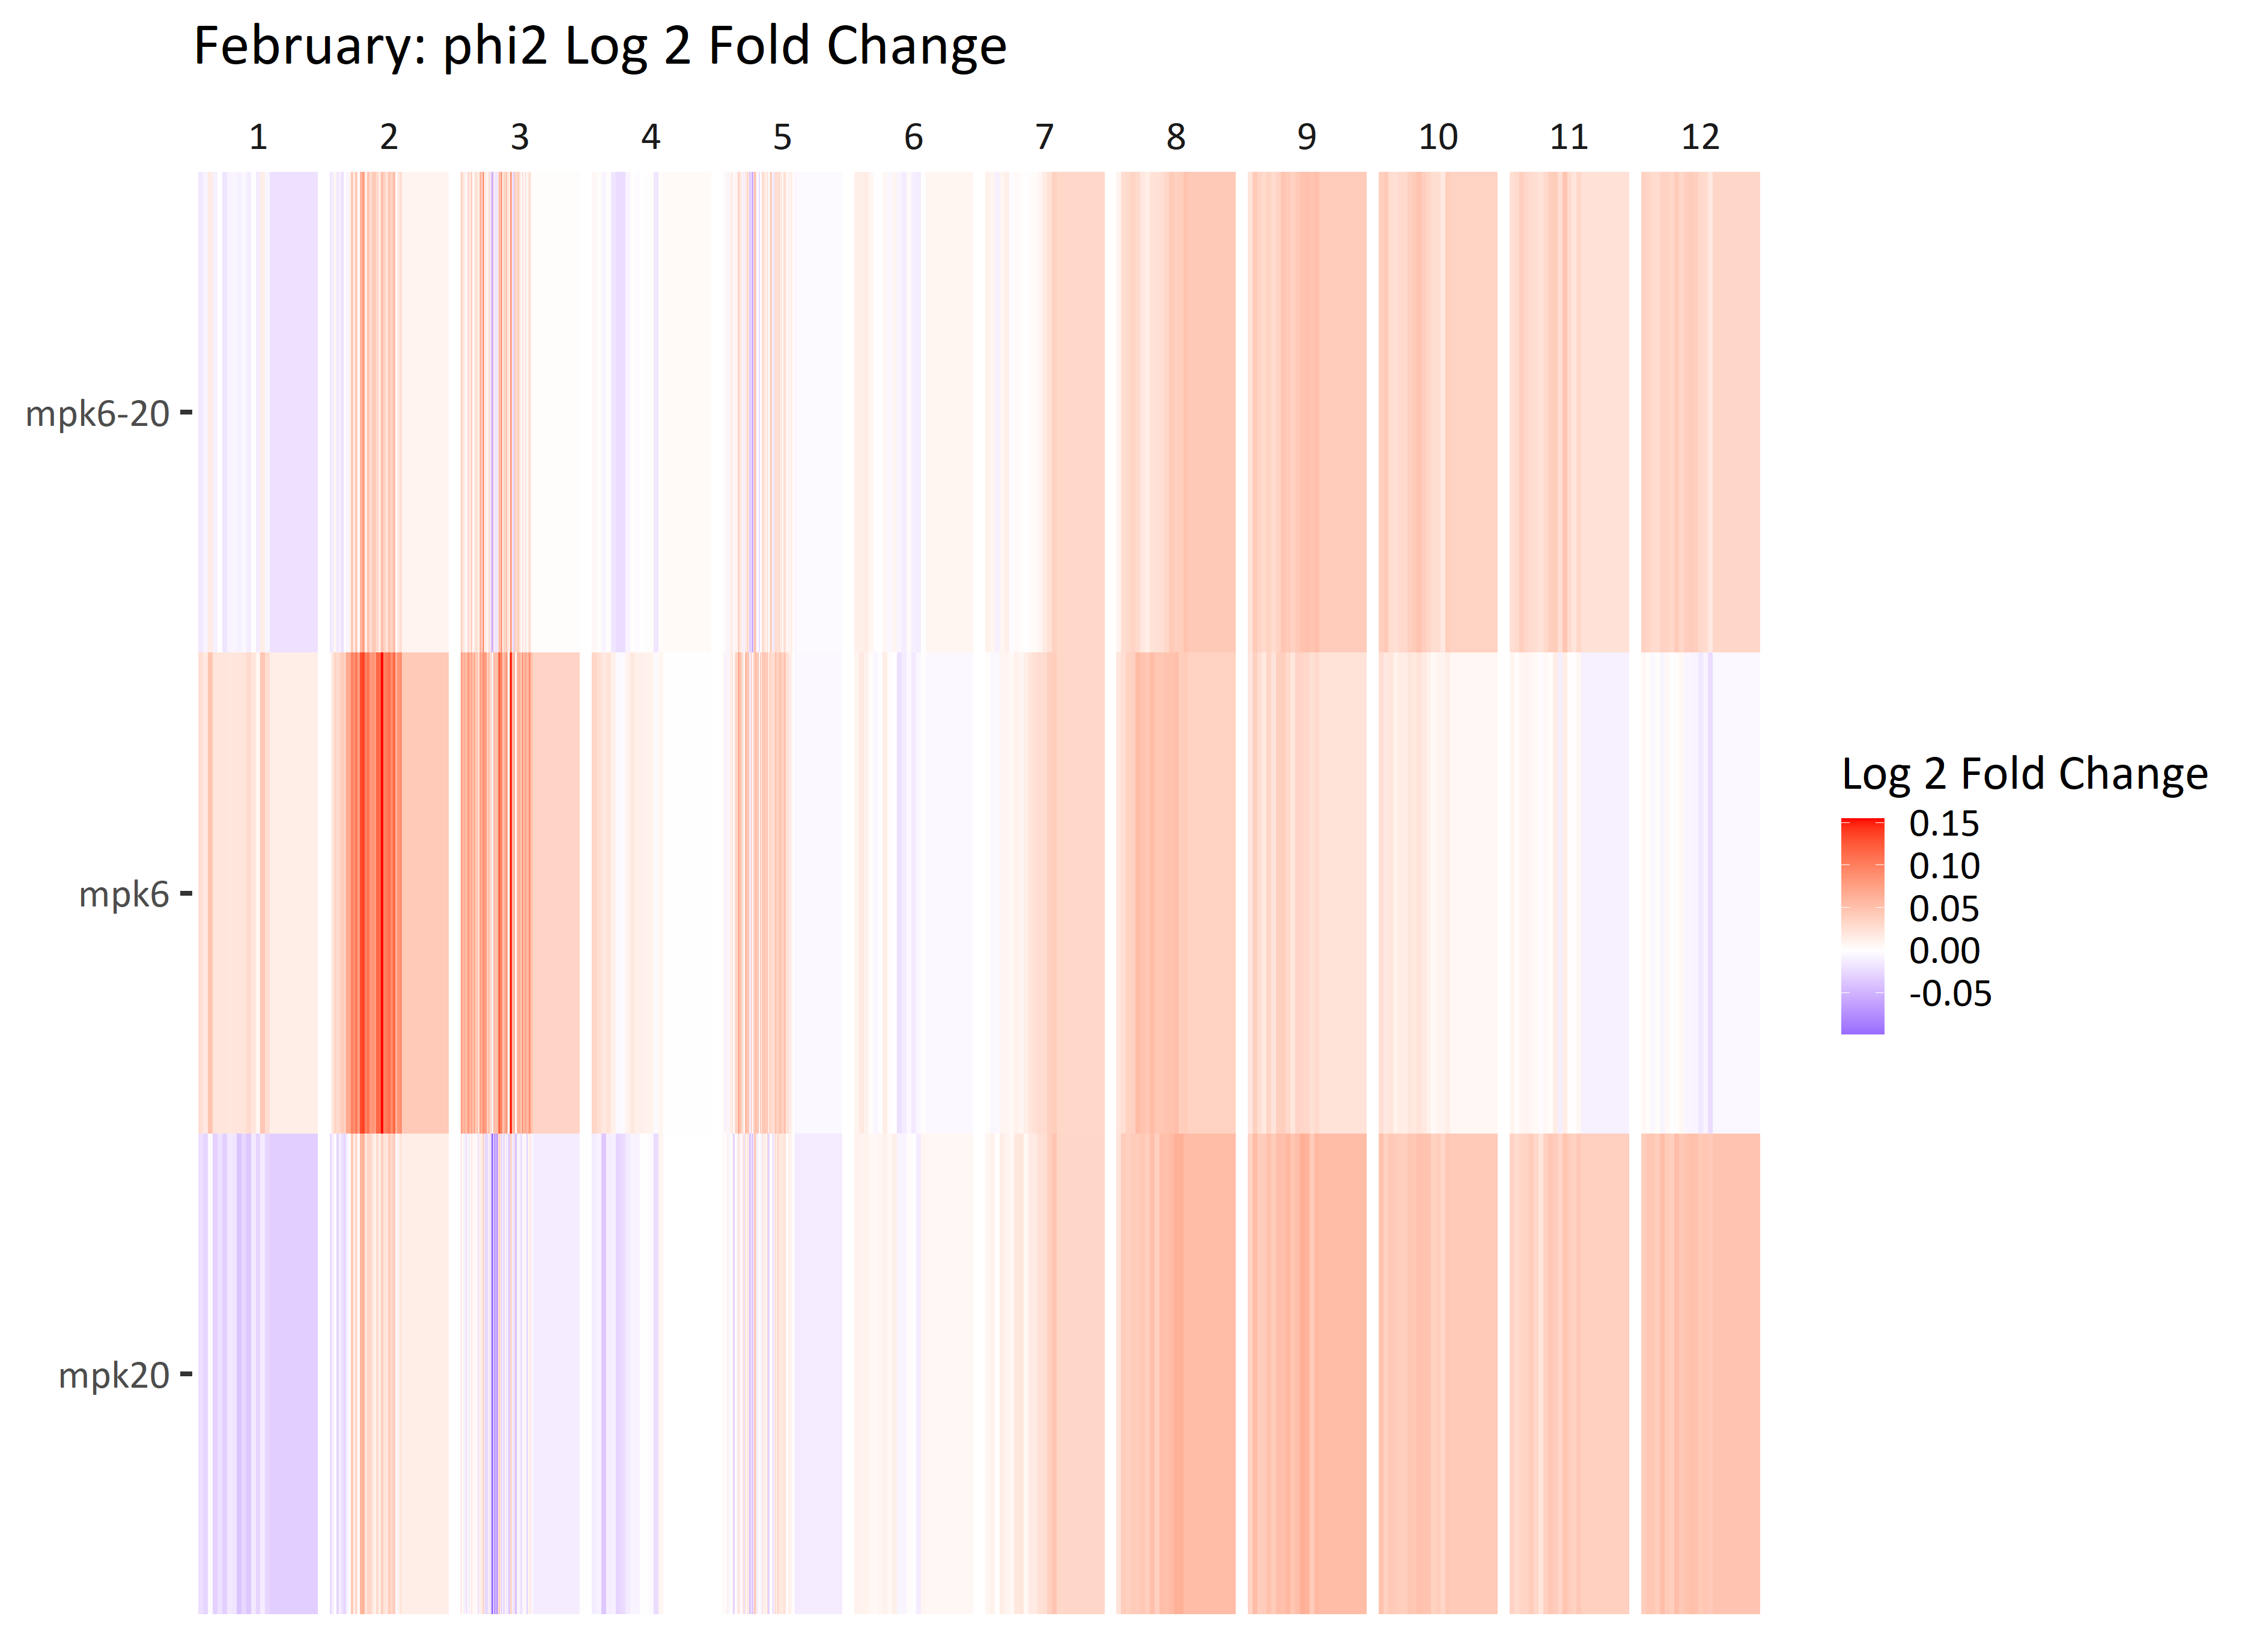 February: phi2 Log 2 Fold Change
1 2 3 4 5 6 7 8 9 10 11 12
mpk6-20
mpk6
mpk20
Log 2 Fold Change
0.15
0.10
0.05
0.00
-0.05